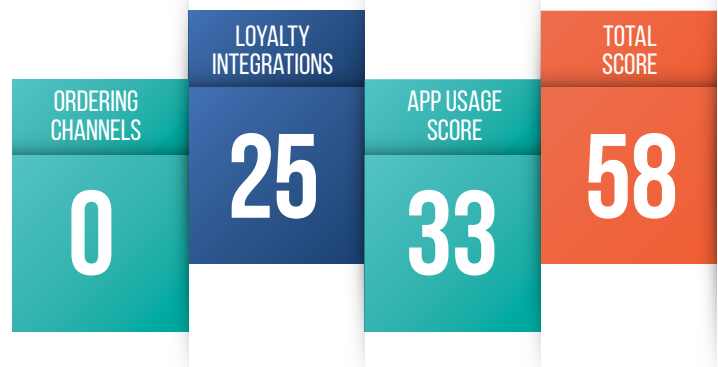 ORDERING
CHANNELS
0
LOYALTY
INTEGRATIONS
25
APP USAGE
SCORE
33
TOTAL
SCORE
58